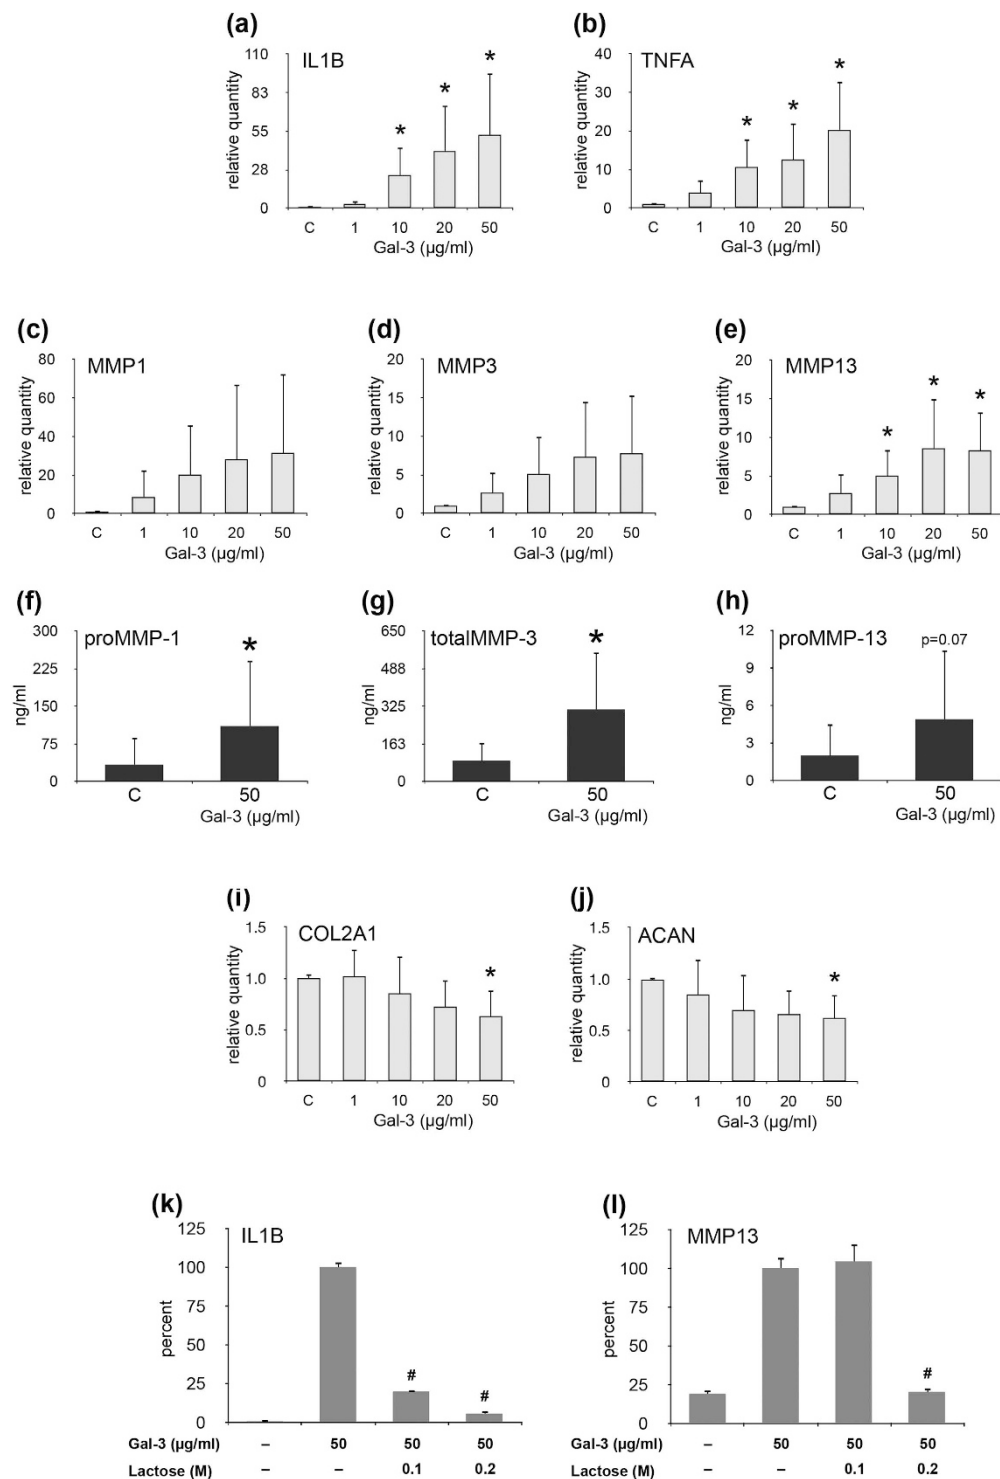 (a)
IL1B
relative quantity
110
83
55
28
0
* * *
C 1 10 20 50
Gal-3 (µg/ml)
(b)
TNFA
relative quantity
40
30
20
10
0
* * *
C 1 10 20 50
Gal-3 (µg/ml)
(c)
MMP1
relative quantity
80
60
40
20
0
C 1 10 20 50
Gal-3 (µg/ml)
(d)
MMP3
relative quantity
20
15
10
5
0
C 1 10 20 50
Gal-3 (µg/ml)
(e)
MMP13
relative quantity
20
15
10
5
0
* * *
C 1 10 20 50
Gal-3 (µg/ml)
(f)
proMMP-1
ng/ml
300
225
150
75
0
*
C 50
Gal-3 (µg/ml)
(g)
totalMMP-3
ng/ml
650
488
325
163
0
*
C 50
Gal-3 (µg/ml)
(h)
proMMP-13
p=0.07
ng/ml
12
9
6
3
0
C 50
Gal-3 (µg/ml)
(i)
COL2A1
relative quantity
1.5
1.0
0.5
0
*
C 1 10 20 50
Gal-3 (µg/ml)
(j)
ACAN
relative quantity
1.5
1.0
0.5
0
*
C 1 10 20 50
Gal-3 (µg/ml)
(k)
IL1B
percent
125
100
75
50
25
0
# #
Gal-3 (µg/ml) – 50 50 50
Lactose (M) – – 0.1 0.2
(l)
MMP13
percent
125
100
75
50
25
0
#
Gal-3 (µg/ml) – 50 50 50
Lactose (M) – – 0.1 0.2